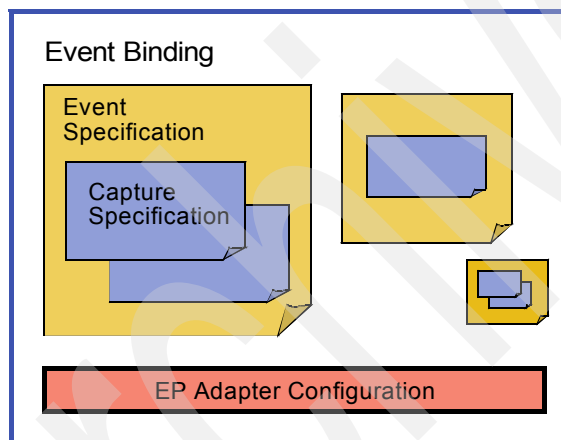 Event Binding
Event
Specification
Capture
Specification
EP Adapter Configuration